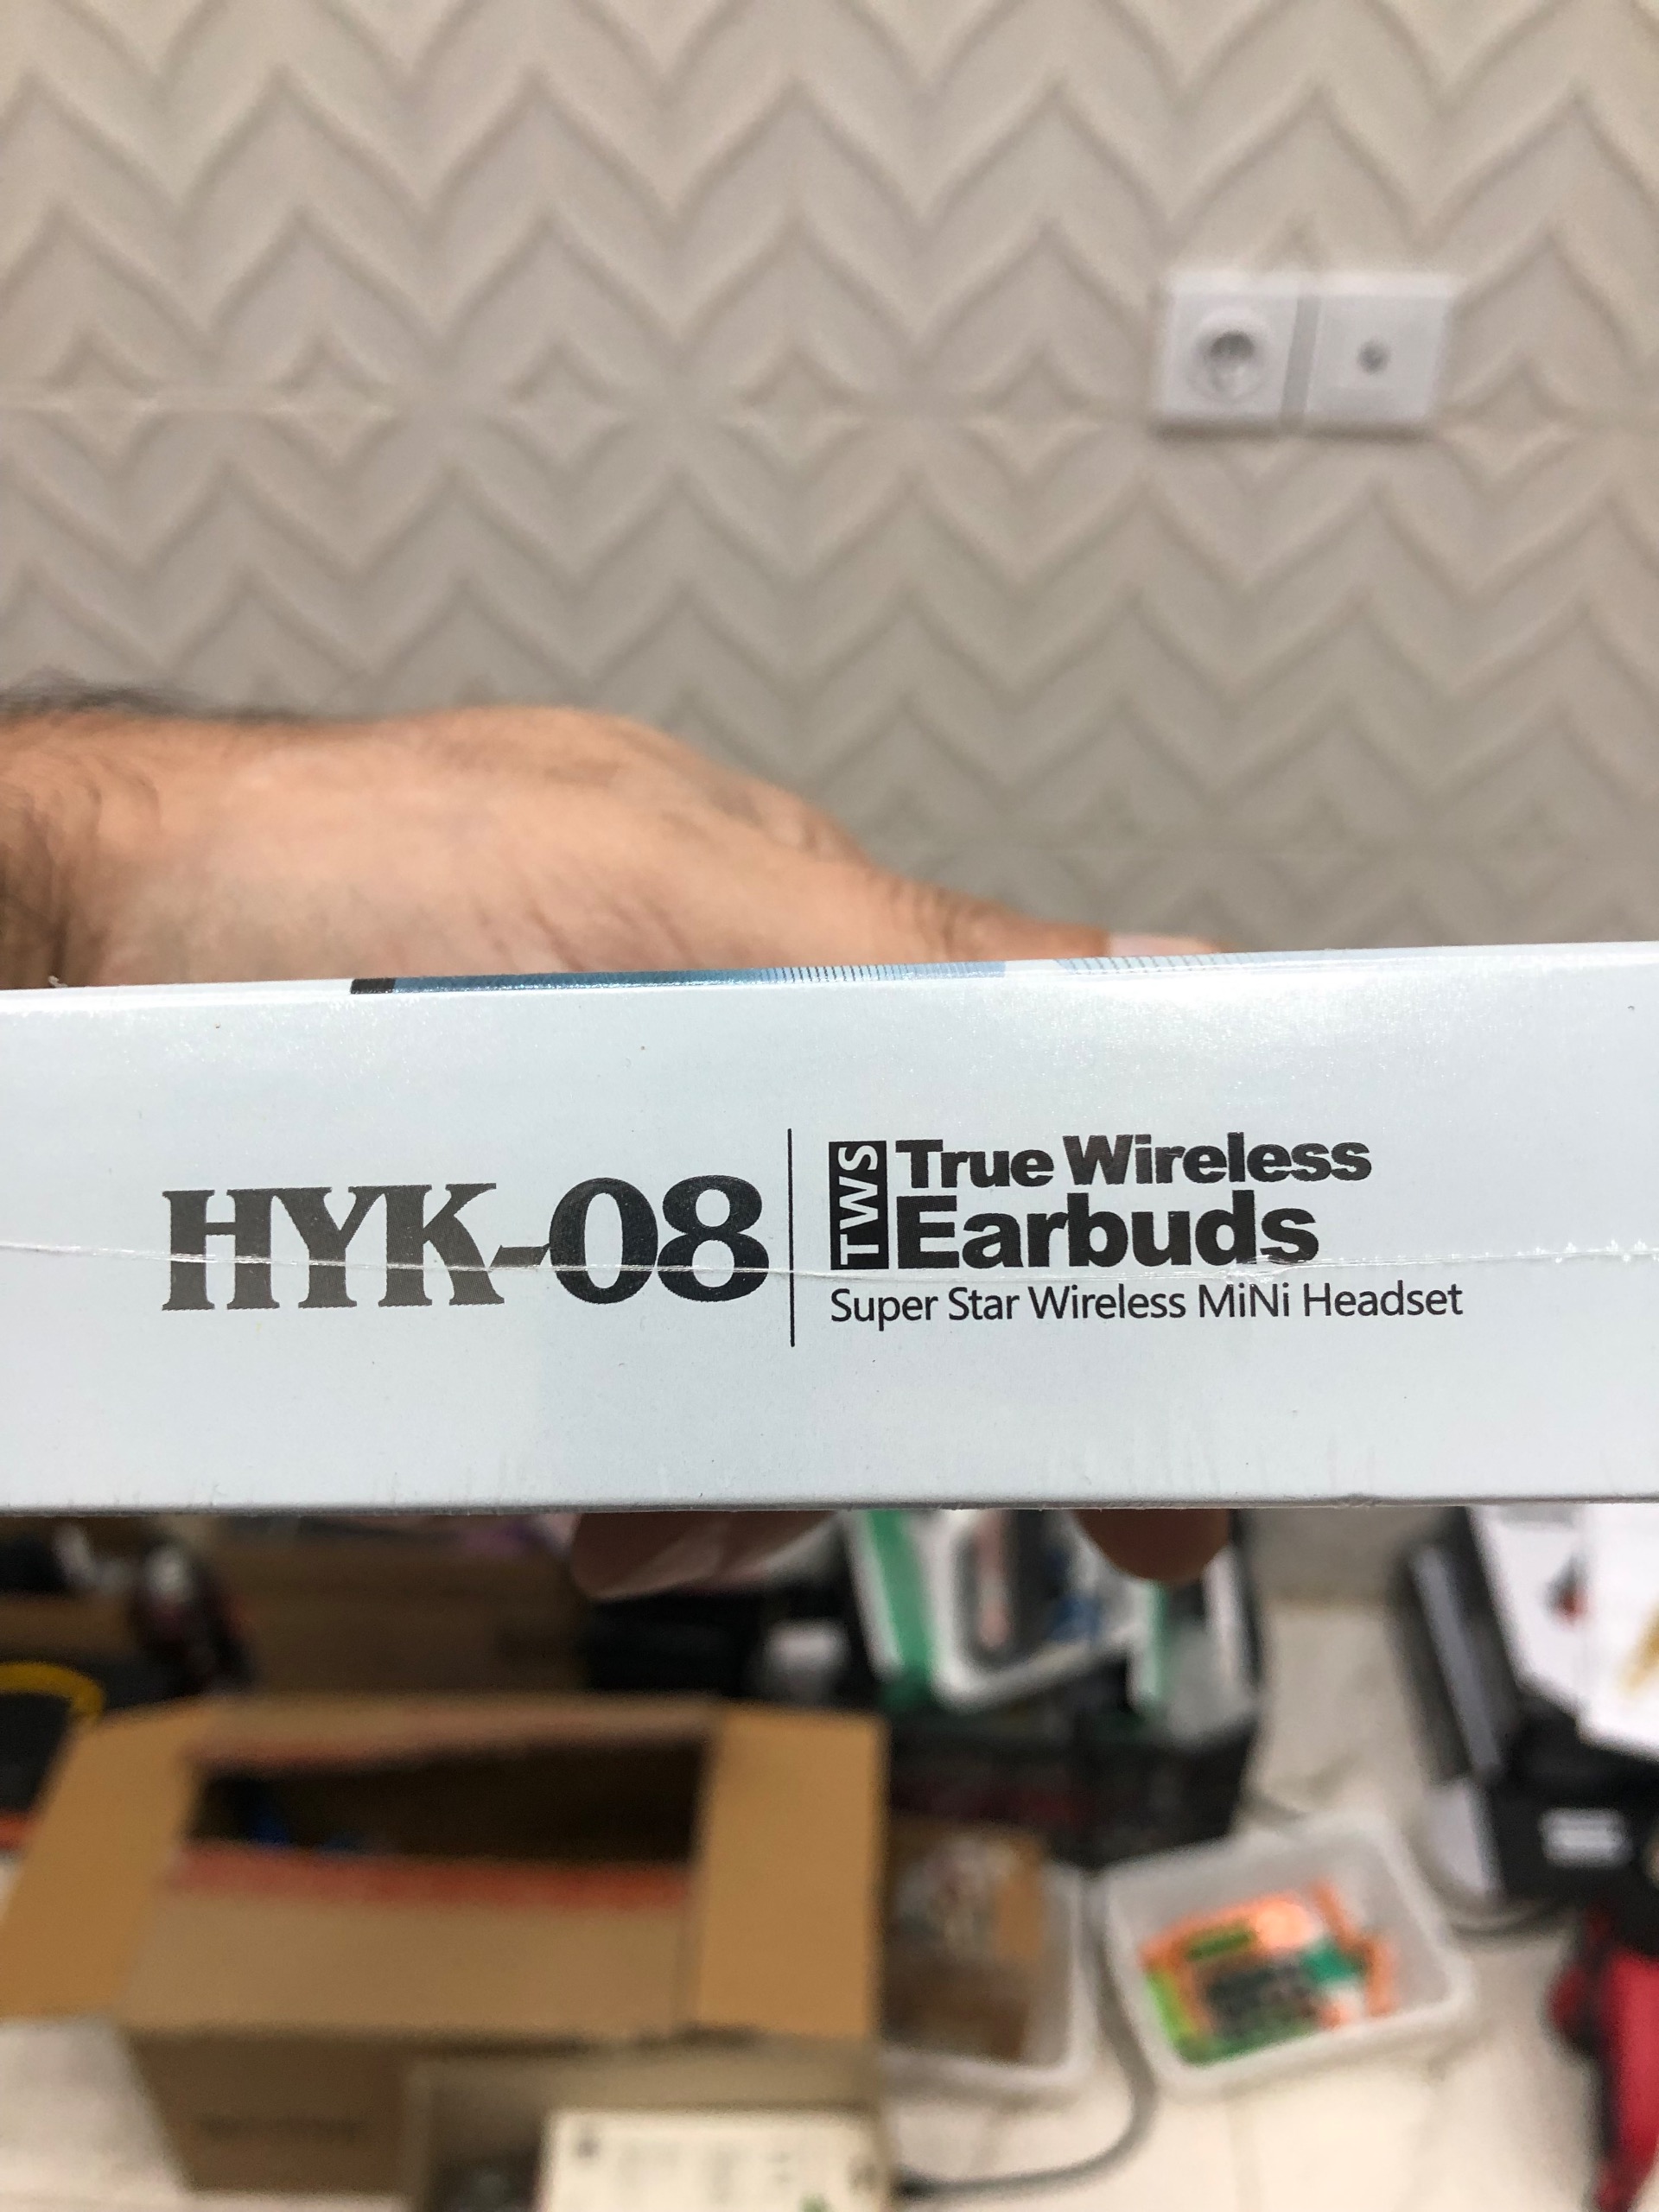 HYK-08
TWS
True Wireless
Earbuds
Super Star Wireless MiNi Headset